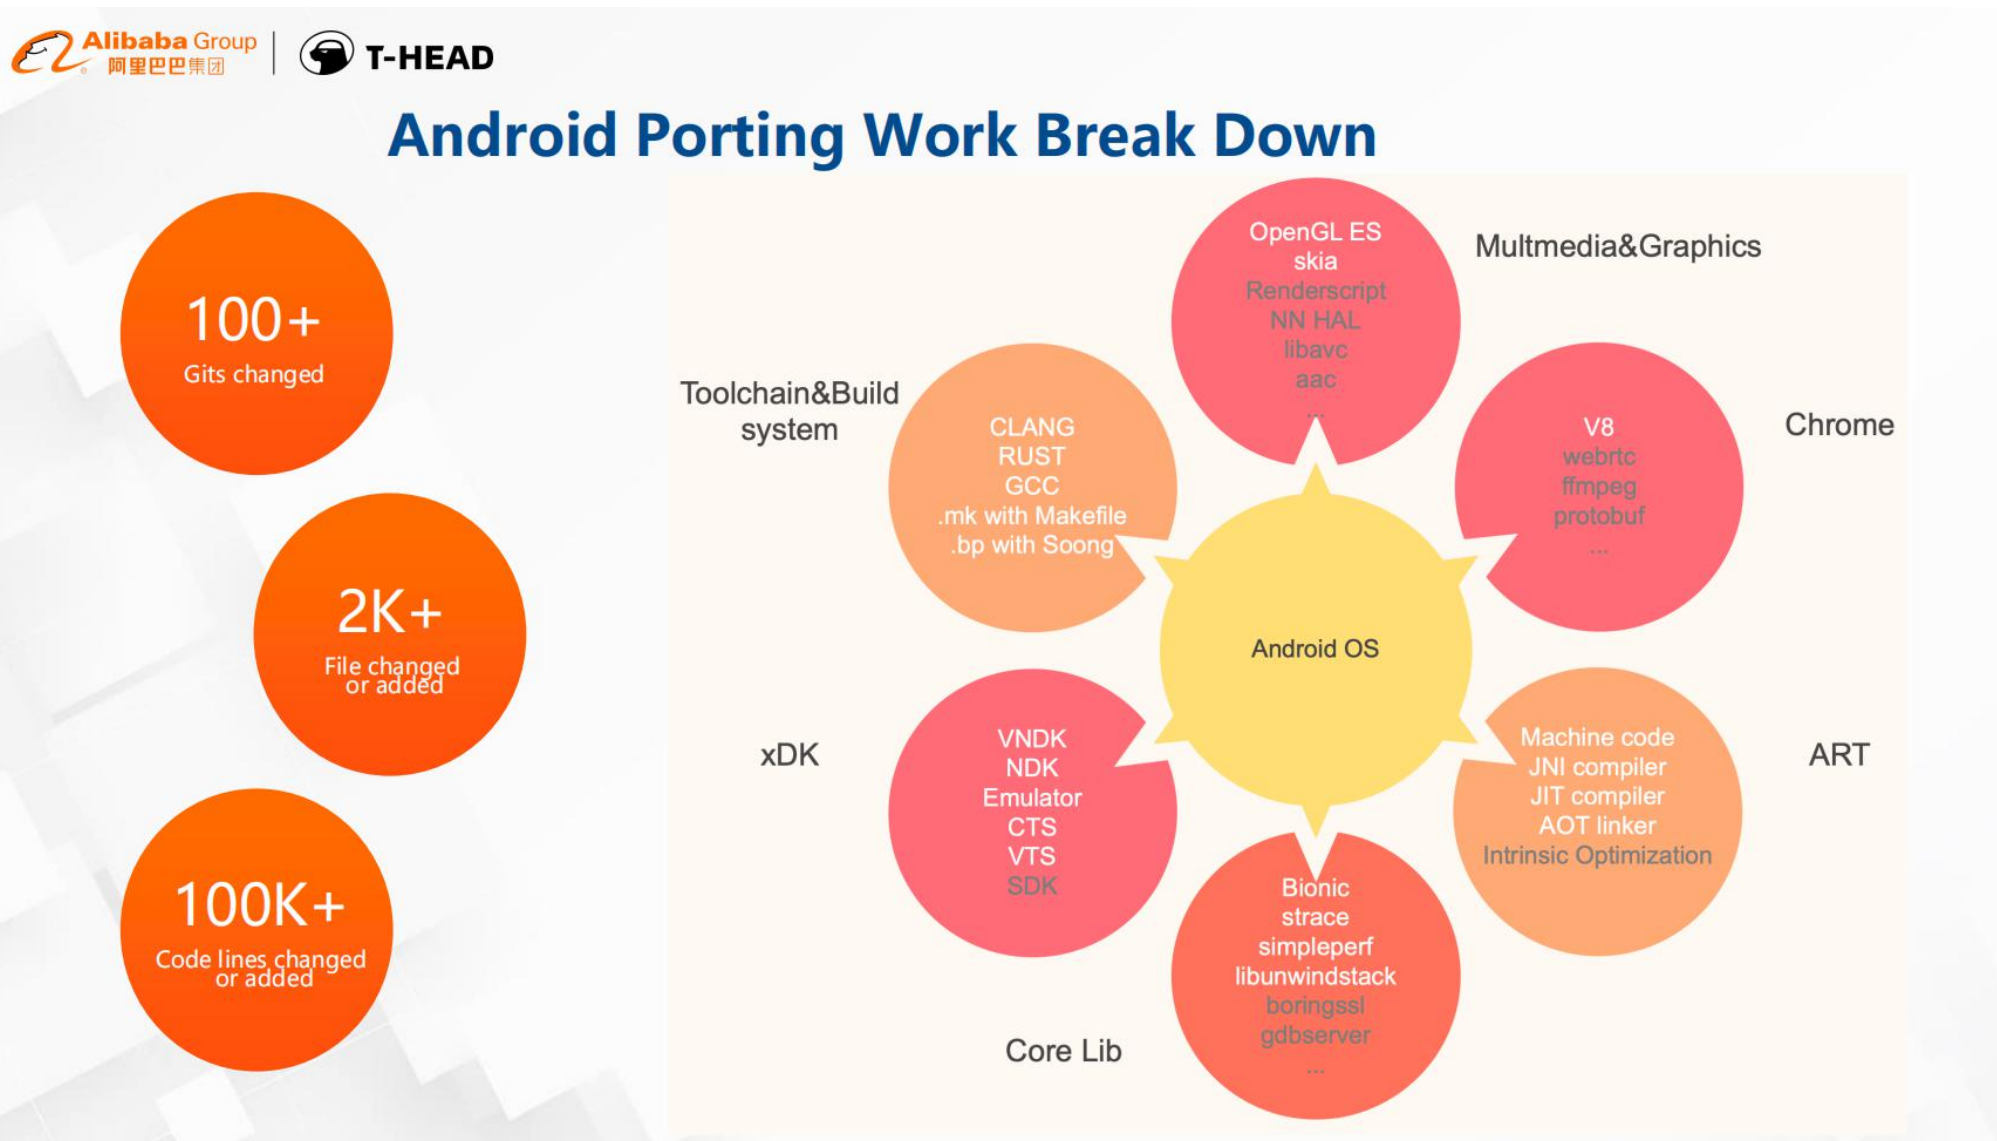 Alibaba Group
阿里巴巴集团
T-HEAD
Android Porting Work Break Down
100+
Gits changed
2K+
File changed
or added
100K+
Code lines changed
or added
OpenGL ES
skia
Renderscript
NN HAL
libavc
aac
...
Multmedia&Graphics
Toolchain&Build
system
CLANG
RUST
GCC
.mk with Makefile
.bp with Soong
V8
webrtc
ffmpeg
protobuf
...
Chrome
Android OS
xDK
VNDK
NDK
Emulator
CTS
VTS
SDK
Machine code
JNI compiler
JIT compiler
AOT linker
Intrinsic Optimization
ART
Bionic
strace
simpleperf
libunwindstack
boringssl
gdbserver
...
Core Lib